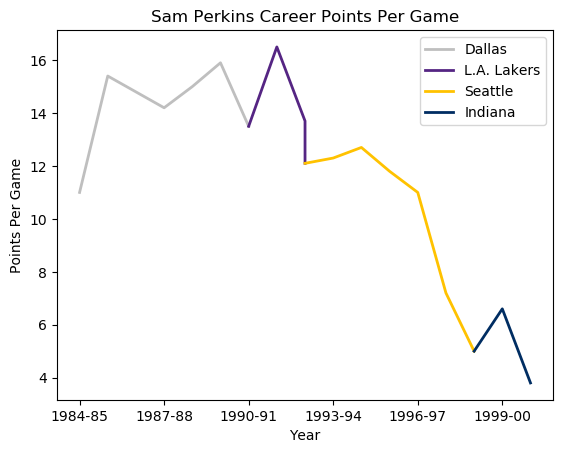 Sam Perkins Career Points Per Game
Dallas
L.A. Lakers
Seattle
Indiana
16
14
12
10
8
6
4
Points Per Game
1984-85 1987-88 1990-91 1993-94 1996-97 1999-00
Year